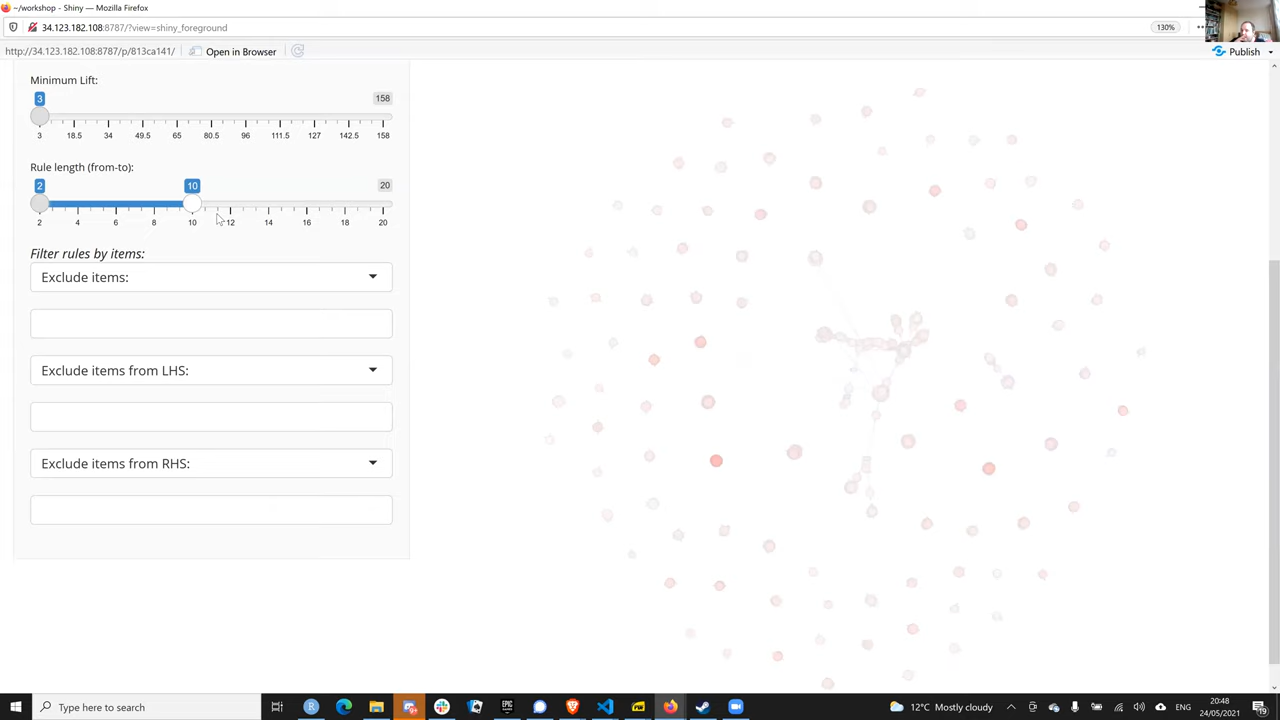 ~/workshop - Shiny — Mozilla Firefox
34.123.182.108:8787/?view=shiny_foreground
130%
http://34.123.182.108:8787/p/813ca141/
Open in Browser
Publish
Minimum Lift:
3
158
3 18.5 34 49.5 65 80.5 96 111.5 127 142.5 158
Rule length (from-to):
2
10
20
2 4 6 8 10 12 14 16 18 20
Filter rules by items:
Exclude items:
Exclude items from LHS:
Exclude items from RHS:
Type here to search
12°C Mostly cloudy
ENG
20:48
24/05/2021
19